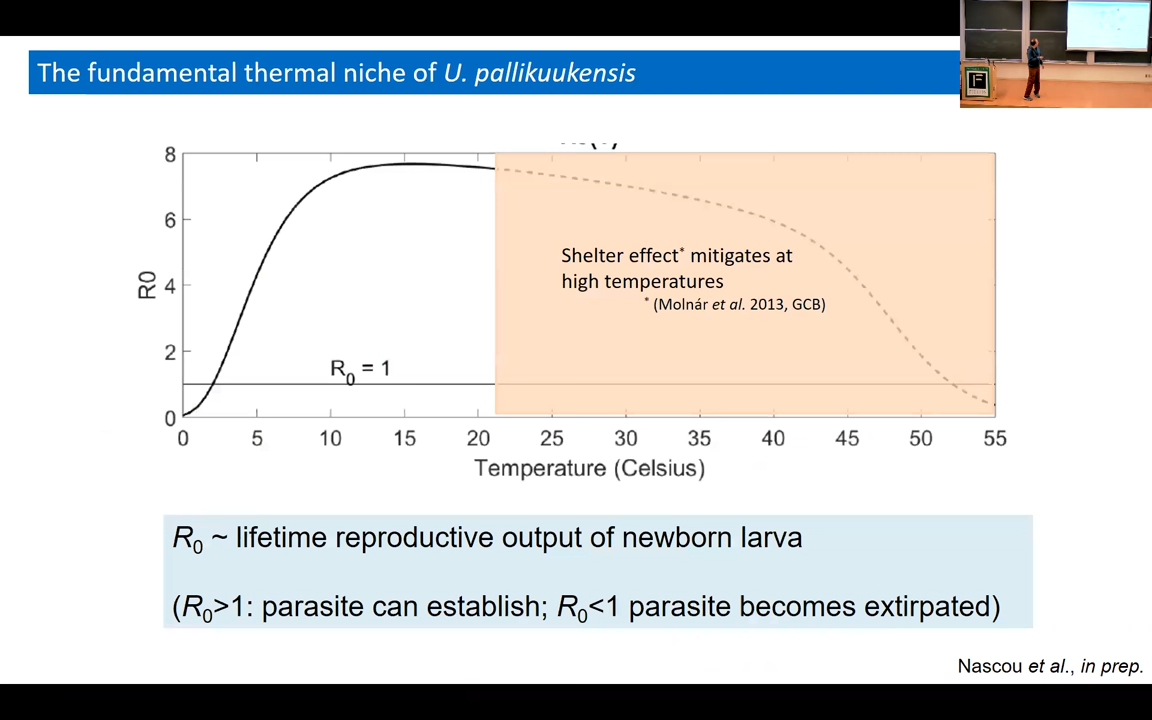 The fundamental thermal niche of U. pallikuukensis
8
6
4
2
0
R0
Shelter effect* mitigates at
high temperatures
* (Molnár et al. 2013, GCB)
R0 = 1
0 5 10 15 20 25 30 35 40 45 50 55
Temperature (Celsius)
R0 ~ lifetime reproductive output of newborn larva
(R0>1: parasite can establish; R0<1 parasite becomes extirpated)
Nascou et al., in prep.